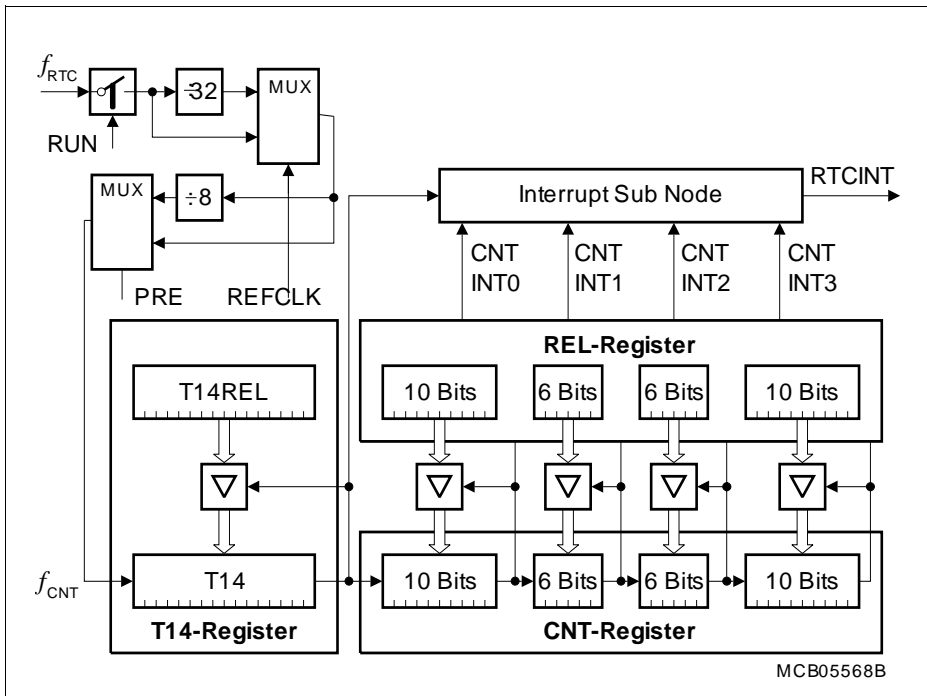 fRTC
÷32
MUX
RUN
MUX
÷8
Interrupt Sub Node
RTCINT
PRE
REFCLK
CNT INT0
CNT INT1
CNT INT2
CNT INT3
REL-Register
T14REL
10 Bits
6 Bits
6 Bits
10 Bits
fCNT
T14
10 Bits
6 Bits
6 Bits
10 Bits
T14-Register
CNT-Register
MCB05568B